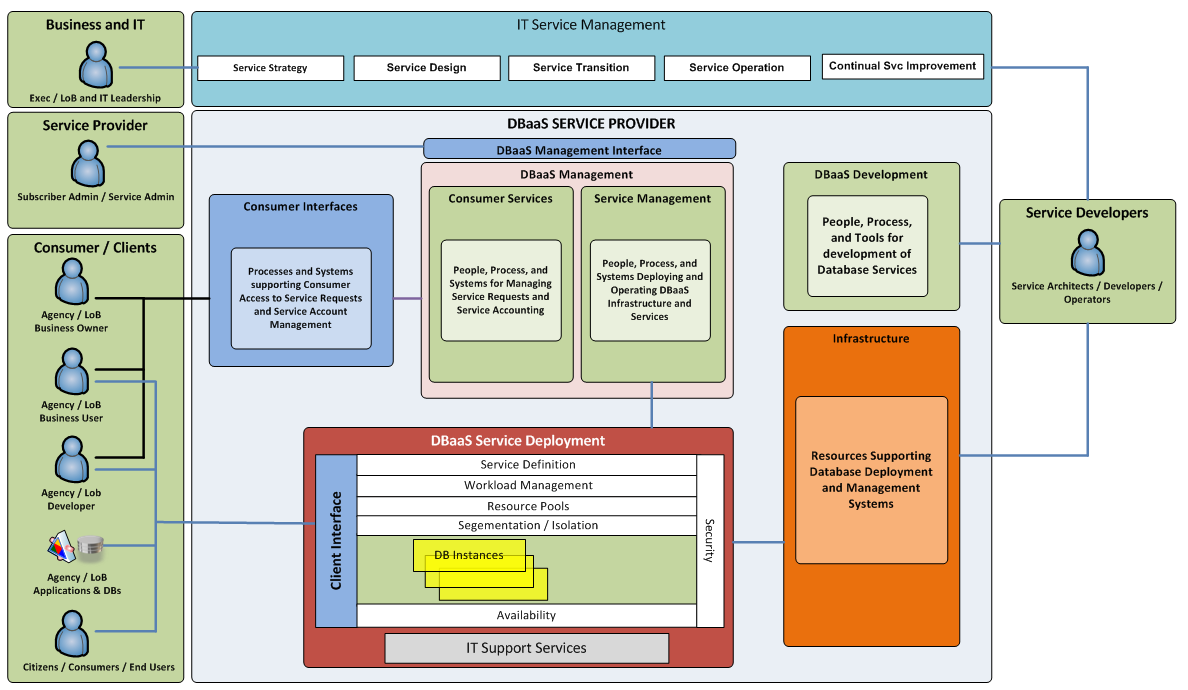 Business and IT
Exec / LoB and IT Leadership
IT Service Management
Service Strategy
Service Design
Service Transition
Service Operation
Continual Svc Improvement
Service Provider
Subscriber Admin / Service Admin
Consumer / Clients
Agency / LoB
Business Owner
Agency / LoB
Business User
Agency / Lob
Developer
Agency / LoB
Applications & DBs
Citizens / Consumers / End Users
DBaaS SERVICE PROVIDER
DBaaS Management Interface
DBaaS Management
Consumer Services
People, Process, and
Systems for Managing
Service Requests and
Service Accounting
Service Management
People, Process, and
Systems Deploying and
Operating DBaaS
Infrastructure and
Services
Consumer Interfaces
Processes and Systems
supporting Consumer
Access to Service Requests
and Service Account
Management
DBaaS Development
People, Process,
and Tools for
development of
Database Services
Service Developers
Service Architects / Developers /
Operators
Infrastructure
Resources Supporting
Database Deployment
and Management
Systems
DBaaS Service Deployment
Client Interface
Service Definition
Workload Management
Resource Pools
Segementation / Isolation
DB Instances
Availability
Security
IT Support Services